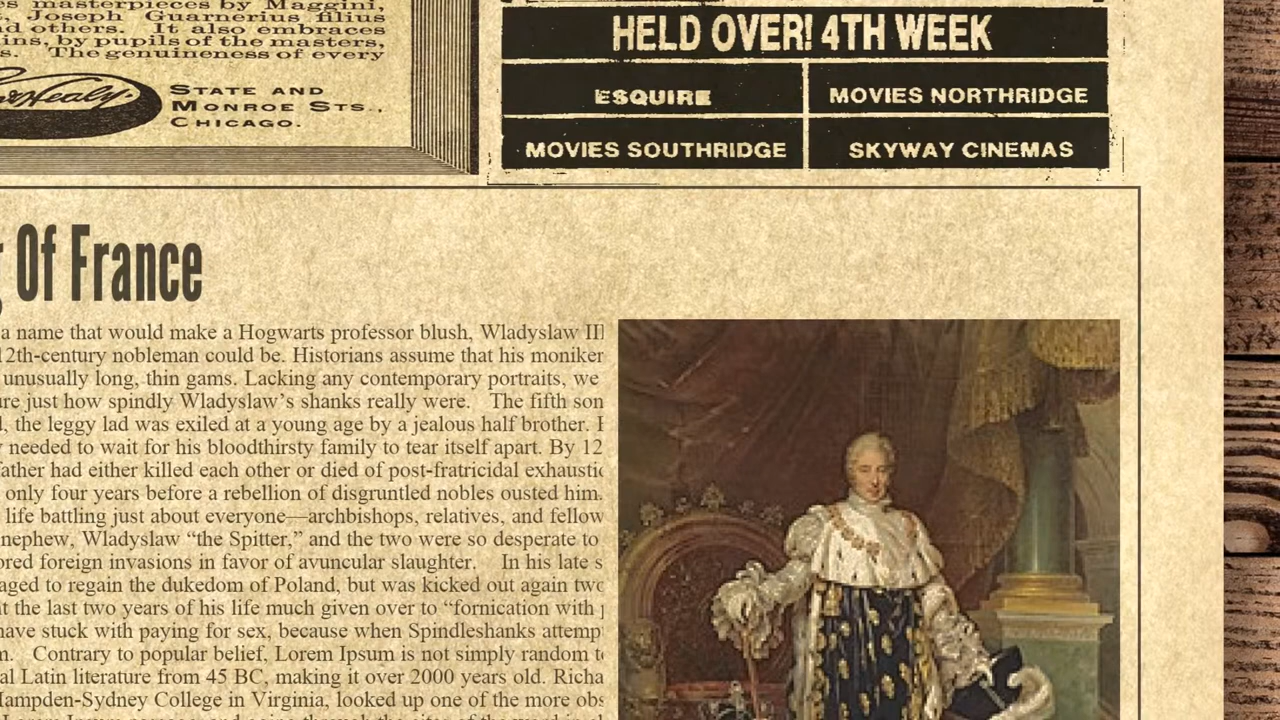 s masterpieces by Maggini,
, Joseph Guarnerius filius
d others. It also embraces
ins, by pupils of the masters,
s. The genuineness of every
Healy.
STATE AND
MONROE STS.,
CHICAGO.
HELD OVER! 4TH WEEK
ESQUIRE
MOVIES NORTHRIDGE
MOVIES SOUTHRIDGE
SKYWAY CINEMAS
Of France
a name that would make a Hogwarts professor blush, Wladyslaw III
12th-century nobleman could be. Historians assume that his moniker
unusually long, thin gams. Lacking any contemporary portraits, we
ure just how spindly Wladyslaw’s shanks really were. The fifth son
, the leggy lad was exiled at a young age by a jealous half brother. H
needed to wait for his bloodthirsty family to tear itself apart. By 12
father had either killed each other or died of post-fratricidal exhaustio
only four years before a rebellion of disgruntled nobles ousted him.
life battling just about everyone—archbishops, relatives, and fellow
nephew, Wladyslaw “the Spitter,” and the two were so desperate to
ored foreign invasions in favor of avuncular slaughter. In his late s
aged to regain the dukedom of Poland, but was kicked out again two
t the last two years of his life much given over to “fornication with p
have stuck with paying for sex, because when Spindleshanks attemp
m. Contrary to popular belief, Lorem Ipsum is not simply random te
al Latin literature from 45 BC, making it over 2000 years old. Richa
Hampden-Sydney College in Virginia, looked up one of the more obs